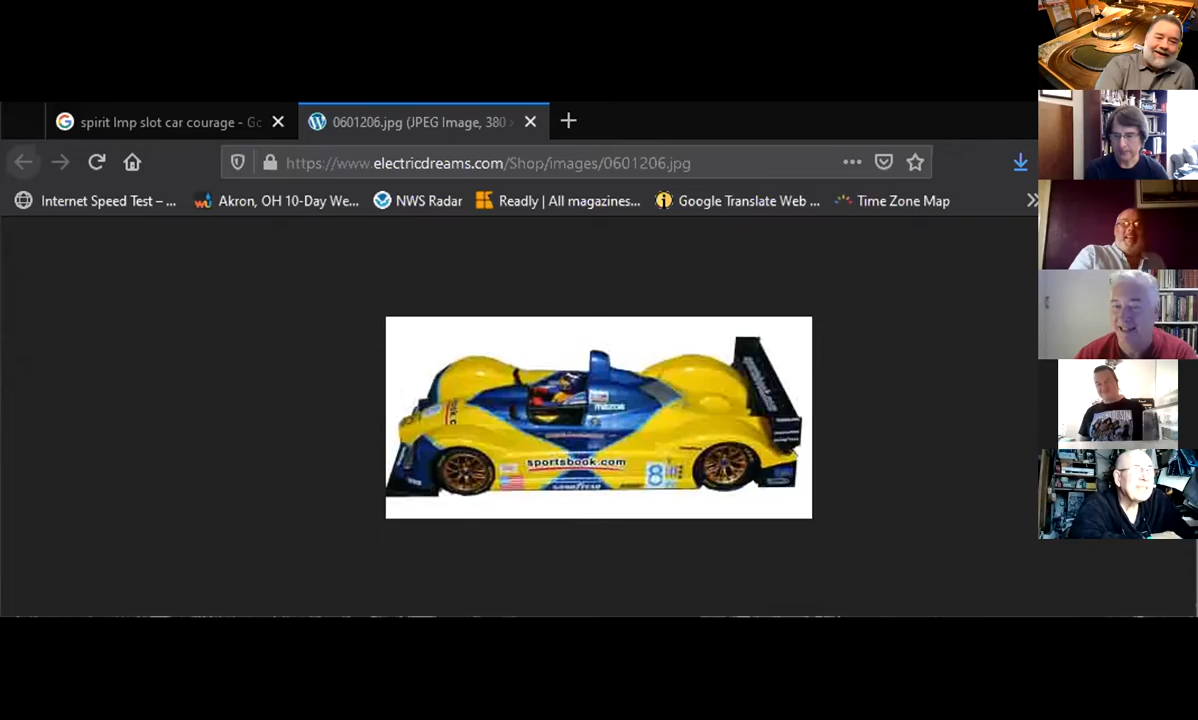 spirit lmp slot car courage - Go
0601206.jpg (JPEG Image, 380
https://www.electricdreams.com/Shop/images/0601206.jpg
Internet Speed Test – ...
Akron, OH 10-Day We...
NWS Radar
Readly | All magazines...
Google Translate Web ...
Time Zone Map
mazda
sportsbook.com
8
GOODYEAR